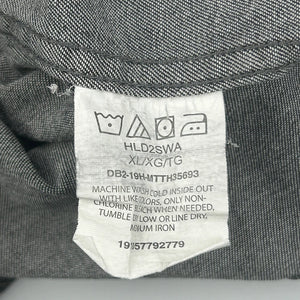 HLD2SWA
XL/XG/TG
DB2-19H-MTTH35693
MACHINE WASH COLD INSIDE OUT
WITH LIKE COLORS, ONLY NON-
CHLORINE BLEACH WHEN NEEDED,
TUMBLE DRY LOW OR LINE DRY,
MEDIUM IRON
19857792779